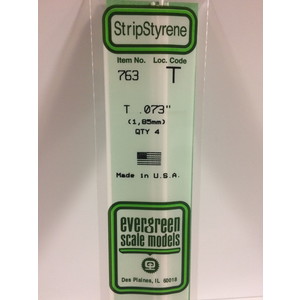 StripStyrene
Item No. Loc. Code
763 T
T .073"
(1,85mm)
QTY 4
Made in U.S.A.
evergreen
scale models
Des Plaines, IL 60018